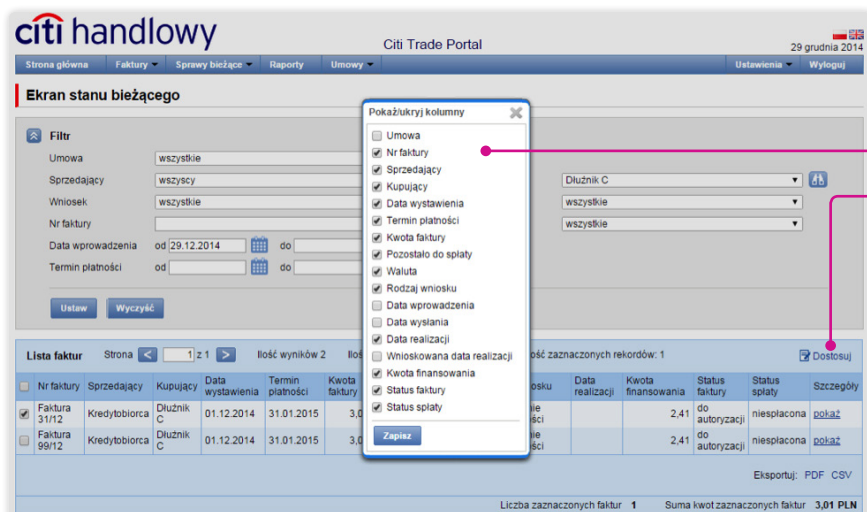 citi handlowy
Citi Trade Portal
29 grudnia 2014
Strona główna Faktury Sprawy bieżące Raporty Umowy Ustawienia Wyloguj
Ekran stanu bieżącego
Filtr
Umowa wszystkie
Sprzedający wszyscy Dłużnik C
Wniosek wszystkie wszystkie
Nr faktury wszystkie
Data wprowadzenia od 29.12.2014 do
Termin płatności od do
Ustaw Wyczyść
Pokaż/ukryj kolumny
Umowa
Nr faktury
Sprzedający
Kupujący
Data wystawienia
Termin płatności
Kwota faktury
Pozostało do spłaty
Waluta
Rodzaj wniosku
Data wprowadzenia
Data wysłania
Data realizacji
Wnioskowana data realizacji
Kwota finansowania
Status faktury
Status spłaty
Zapisz
Lista faktur Strona 1 z 1 Ilość wyników 2 zaznaczonych rekordów: 1 Dostosuj
Nr faktury Sprzedający Kupujący Data wystawienia Termin płatności Kwota faktury Data realizacji Kwota finansowania Status faktury Status spłaty Szczegóły
Faktura 31/12 Kredytobiorca Dłużnik C 01.12.2014 31.01.2015 2,41 do autoryzacji niespłacona pokaż
Faktura 99/12 Kredytobiorca Dłużnik C 01.12.2014 31.01.2015 2,41 do autoryzacji niespłacona pokaż
Eksportuj: PDF CSV
Liczba zaznaczonych faktur 1 Suma kwot zaznaczonych faktur 3,01 PLN